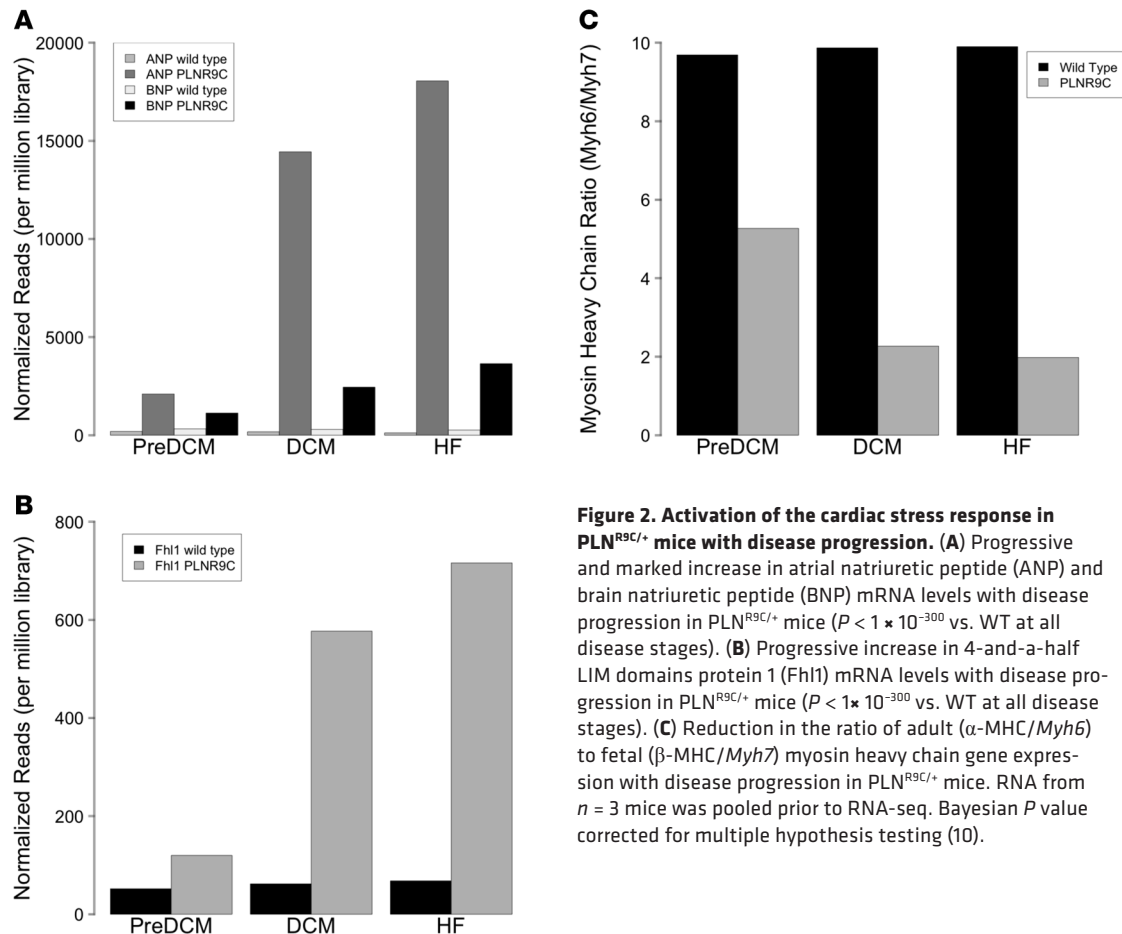 A
Normalized Reads (per million library)
20000
15000
10000
5000
0
ANP wild type
ANP PLNR9C
BNP wild type
BNP PLNR9C
PreDCM DCM HF
B
Normalized Reads (per million library)
800
600
400
200
0
Fhl1 wild type
Fhl1 PLNR9C
PreDCM DCM HF
C
Myosin Heavy Chain Ratio (Myh6/Myh7)
10
8
6
4
2
0
Wild Type
PLNR9C
PreDCM DCM HF
Figure 2. Activation of the cardiac stress response in
PLN^R9C/+ mice with disease progression. (A) Progressive
and marked increase in atrial natriuretic peptide (ANP) and
brain natriuretic peptide (BNP) mRNA levels with disease
progression in PLN^R9C/+ mice (P < 1 × 10^−300 vs. WT at all
disease stages). (B) Progressive increase in 4-and-a-half
LIM domains protein 1 (Fhl1) mRNA levels with disease pro-
gression in PLN^R9C/+ mice (P < 1× 10^−300 vs. WT at all disease
stages). (C) Reduction in the ratio of adult (α-MHC/Myh6)
to fetal (β-MHC/Myh7) myosin heavy chain gene expres-
sion with disease progression in PLN^R9C/+ mice. RNA from
n = 3 mice was pooled prior to RNA-seq. Bayesian P value
corrected for multiple hypothesis testing (10).